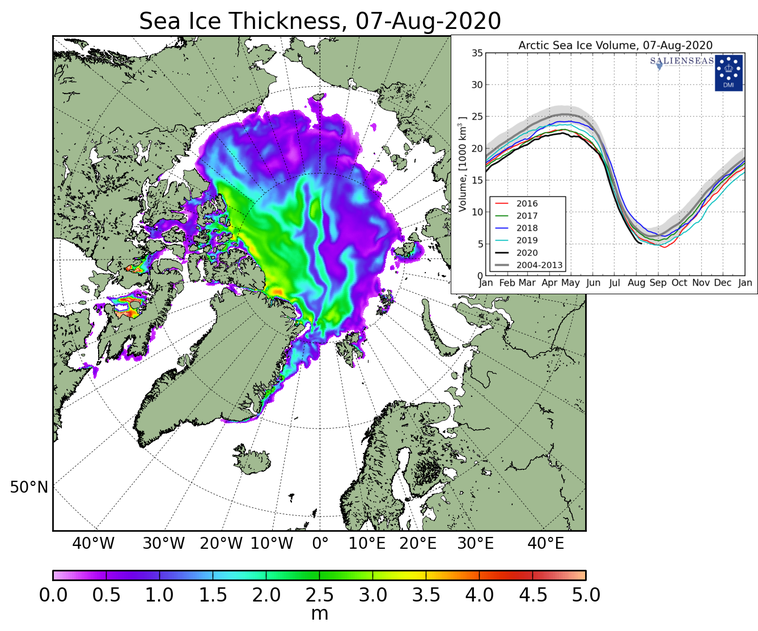 Sea Ice Thickness, 07-Aug-2020
Arctic Sea Ice Volume, 07-Aug-2020
SALIENSEAS
DMI
Volume, [1000 km³]
35
30
25
20
15
10
5
0
2016
2017
2018
2019
2020
2004-2013
Jan Feb Mar Apr May Jun Jul Aug Sep Oct Nov Dec Jan
50°N
40°W 30°W 20°W 10°W 0° 10°E 20°E 30°E 40°E
0.0 0.5 1.0 1.5 2.0 2.5 3.0 3.5 4.0 4.5 5.0
m